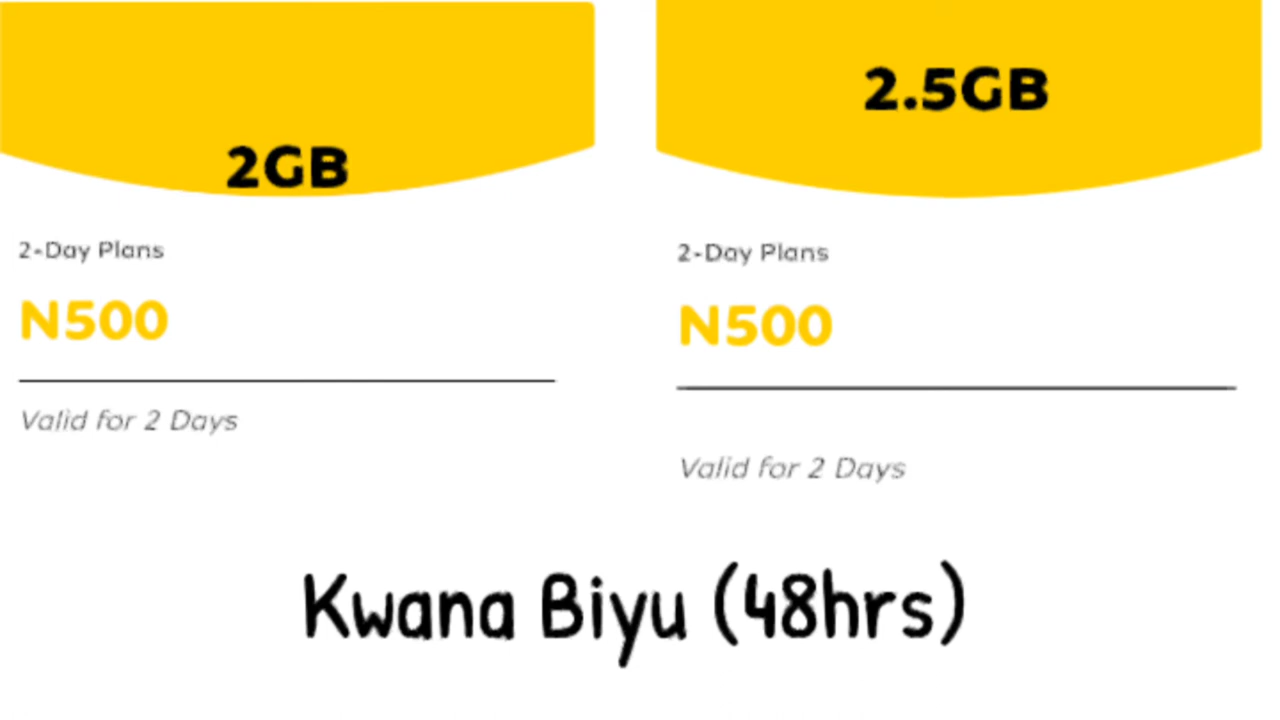 2GB
2-Day Plans
N500
Valid for 2 Days
2.5GB
2-Day Plans
N500
Valid for 2 Days
Kwana Biyu (48hrs)